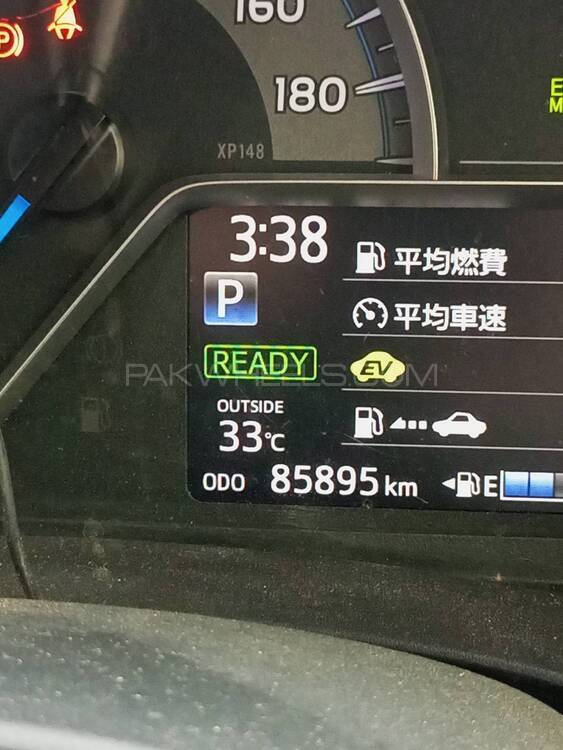 P
160
180
E
M
XP148
3:38
平均燃費
P
平均車速
READY
EV
PAKWHEELS.COM
OUTSIDE
33°C
ODO 85895 km
E